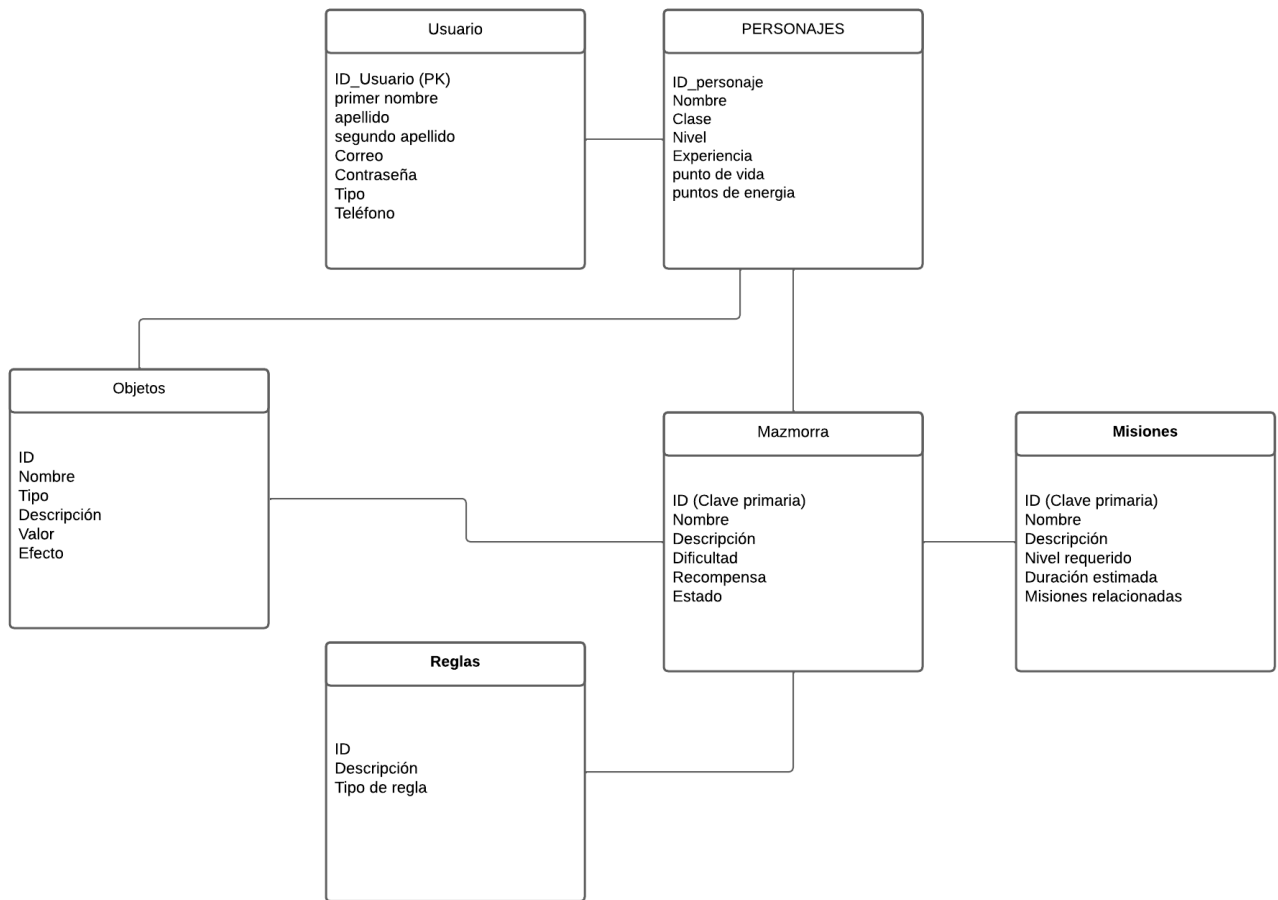 Usuario
ID_Usuario (PK)
primer nombre
apellido
segundo apellido
Correo
Contraseña
Tipo
Teléfono
PERSONAJES
ID_personaje
Nombre
Clase
Nivel
Experiencia
punto de vida
puntos de energia
Objetos
ID
Nombre
Tipo
Descripción
Valor
Efecto
Mazmorra
ID (Clave primaria)
Nombre
Descripción
Dificultad
Recompensa
Estado
Misiones
ID (Clave primaria)
Nombre
Descripción
Nivel requerido
Duración estimada
Misiones relacionadas
Reglas
ID
Descripción
Tipo de regla